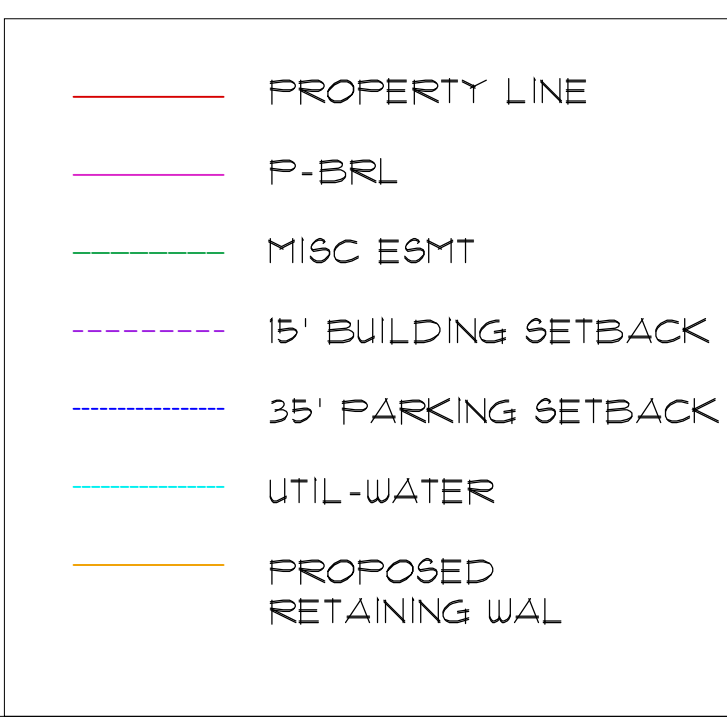 PROPERTY LINE
P-BRL
MISC ESMT
15' BUILDING SETBACK
35' PARKING SETBACK
UTIL-WATER
PROPOSED
RETAINING WAL